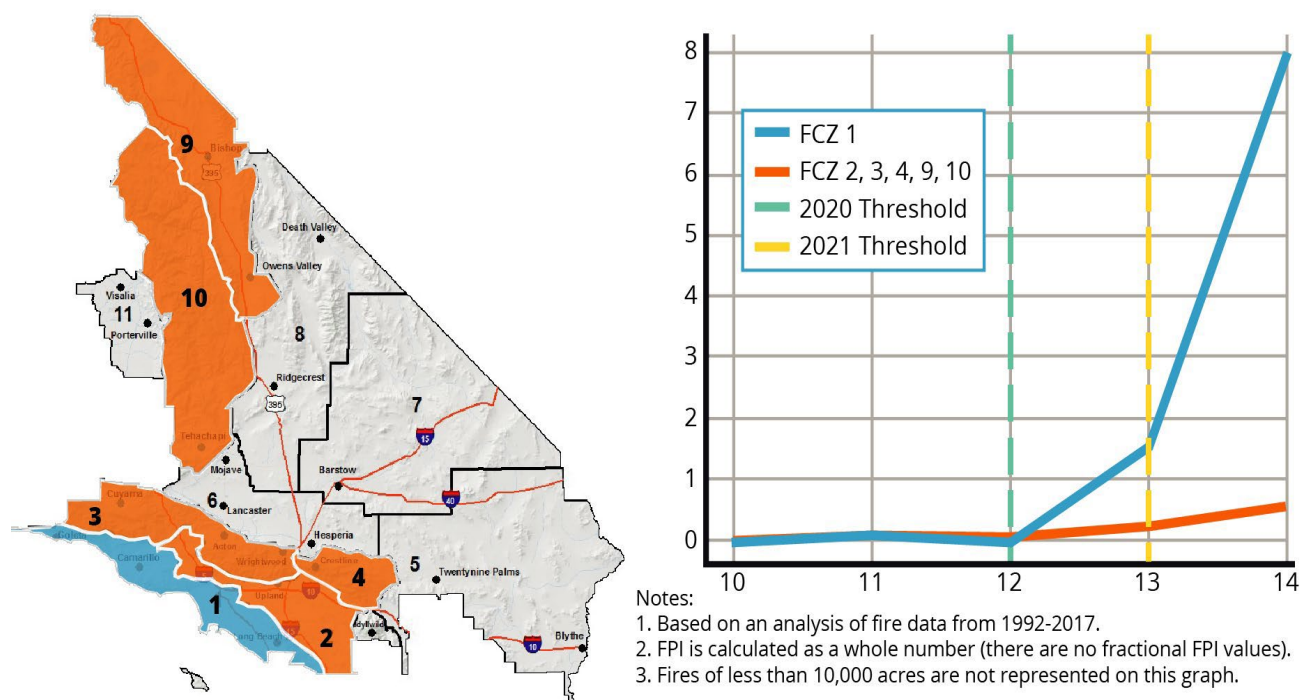 9
Bishop
395
Death Valley
Owens Valley
10
Visalia
11
Porterville
8
Ridgecrest
395
7
15
Tehachapi
Mojave
Barstow
40
6
Lancaster
Cuyama
3
Goleta
Acton
Hesperia
Camarillo
Wrightwood
Crestline
4
5
Twentynine Palms
5
10
Upland
1
Long Beach
2
Idyllwild
10
Blythe
8
7
6
5
4
3
2
1
0
FCZ 1
FCZ 2, 3, 4, 9, 10
2020 Threshold
2021 Threshold
10 11 12 13 14
Notes:
1. Based on an analysis of fire data from 1992-2017.
2. FPI is calculated as a whole number (there are no fractional FPI values).
3. Fires of less than 10,000 acres are not represented on this graph.